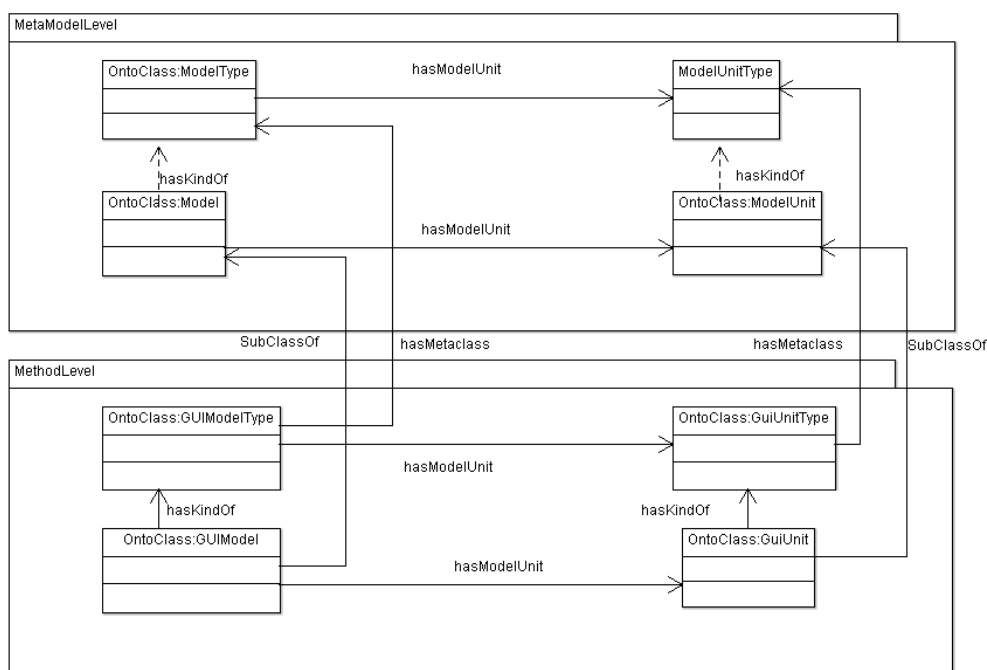 MetaModelLevel
OntoClass:ModelType
hasModelUnit
ModelUnitType
hasKindOf
hasKindOf
OntoClass:Model
OntoClass:ModelUnit
hasModelUnit
SubClassOf
hasMetaclass
hasMetaclass
SubClassOf
MethodLevel
OntoClass:GUIModelType
OntoClass:GuiUnitType
hasModelUnit
hasKindOf
hasKindOf
OntoClass:GUIModel
OntoClass:GuiUnit
hasModelUnit